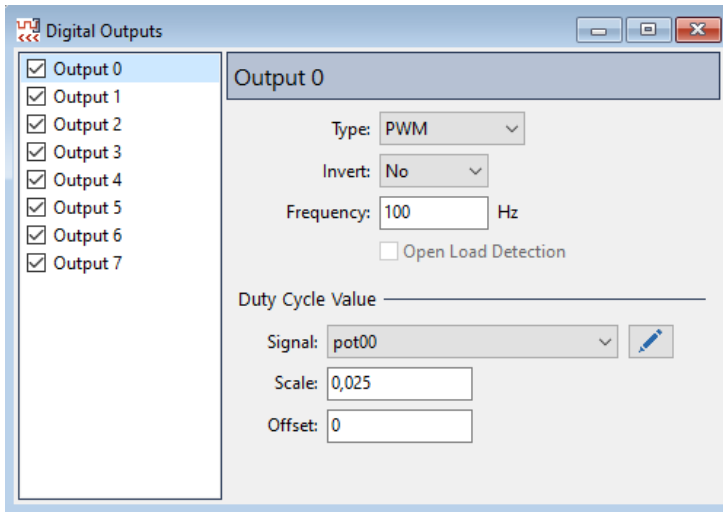 Digital Outputs
Output 0
Output 1
Output 2
Output 3
Output 4
Output 5
Output 6
Output 7
Output 0
Type: PWM
Invert: No
Frequency: 100 Hz
Open Load Detection
Duty Cycle Value
Signal: pot00
Scale: 0,025
Offset: 0